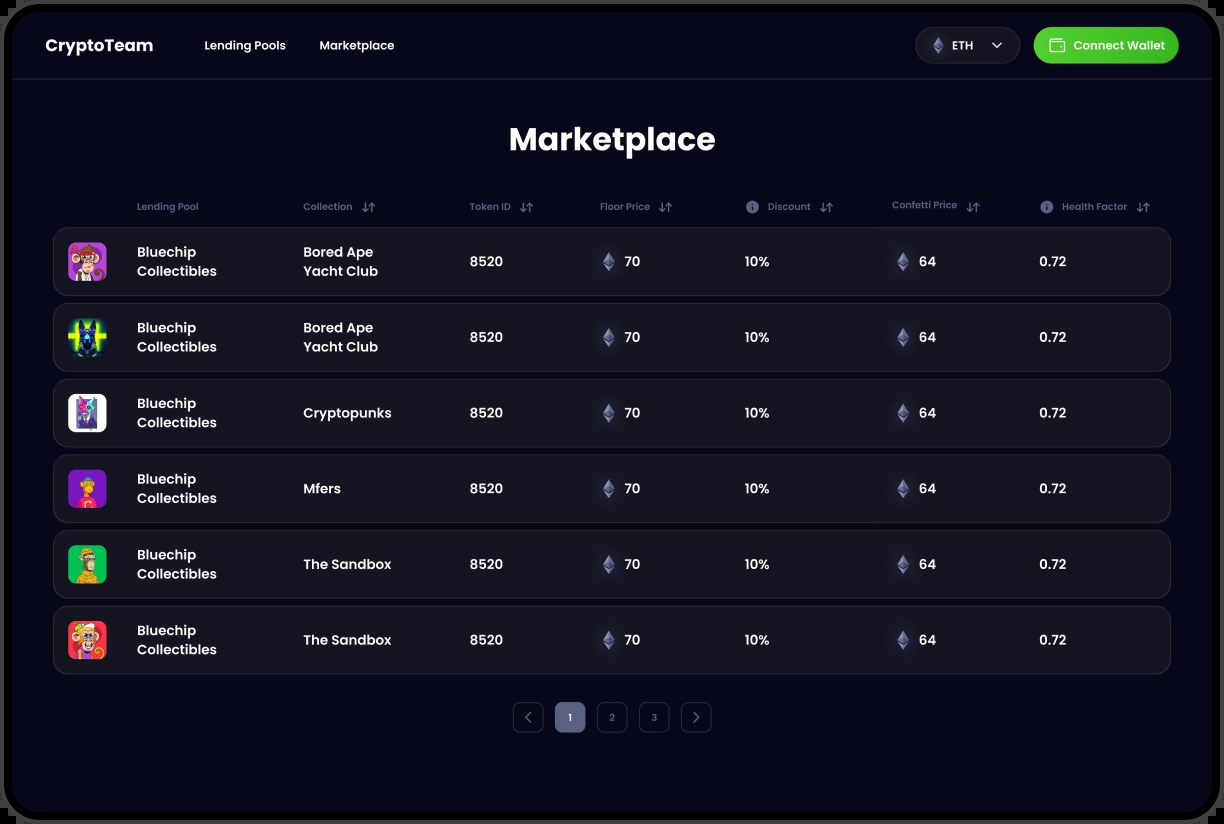 CryptoTeam Lending Pools Marketplace ETH Connect Wallet
Marketplace
Lending Pool Collection Token ID Floor Price Discount Confetti Price Health Factor
Bluechip Bored Ape
Collectibles Yacht Club 8520 70 10% 64 0.72
Bluechip Bored Ape
Collectibles Yacht Club 8520 70 10% 64 0.72
Bluechip
Collectibles Cryptopunks 8520 70 10% 64 0.72
Bluechip
Collectibles Mfers 8520 70 10% 64 0.72
Bluechip
Collectibles The Sandbox 8520 70 10% 64 0.72
Bluechip
Collectibles The Sandbox 8520 70 10% 64 0.72
1 2 3